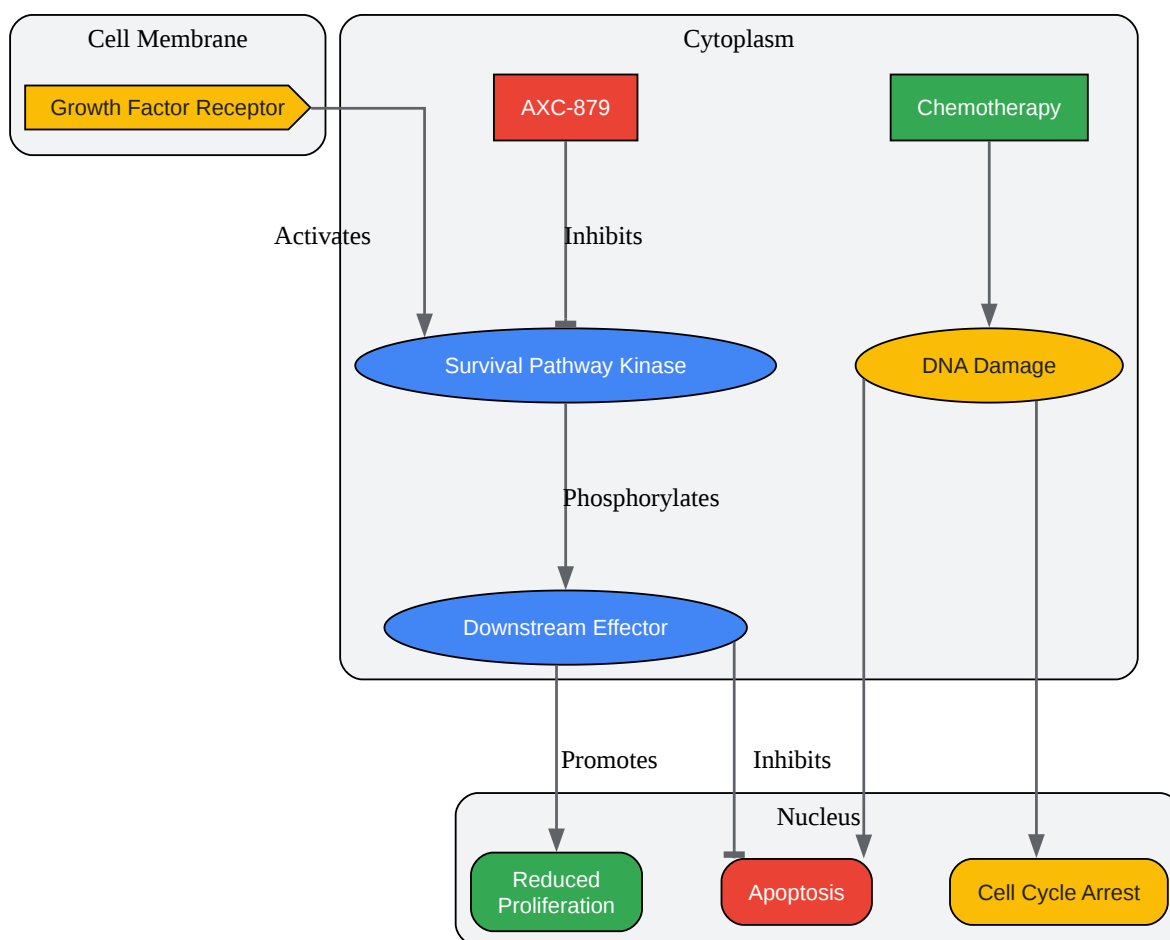 Cell Membrane
Cytoplasm
Growth Factor Receptor
AXC-879
Chemotherapy
Activates
Inhibits
Survival Pathway Kinase
DNA Damage
Phosphorylates
Downstream Effector
Promotes
Inhibits
Nucleus
Reduced
Proliferation
Apoptosis
Cell Cycle Arrest